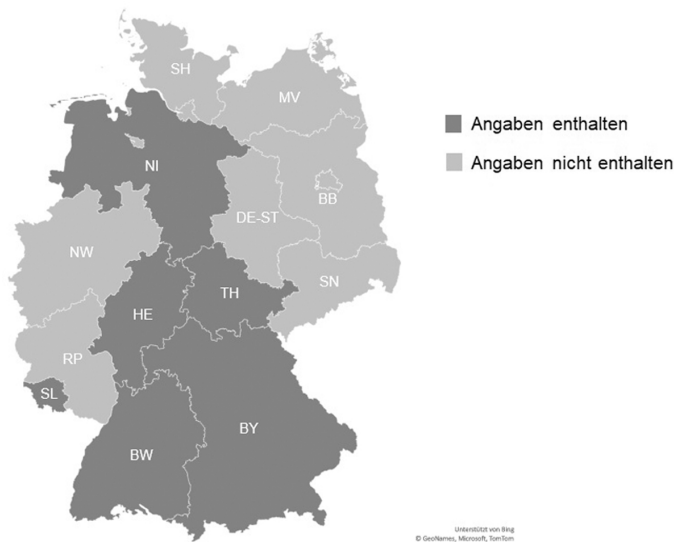 SH
MV
Angaben enthalten
NI
Angaben nicht enthalten
BB
DE-ST
NW
SN
TH
HE
RP
SL
BY
BW
Unterstützt von Bing
© GeoNames, Microsoft, TomTom